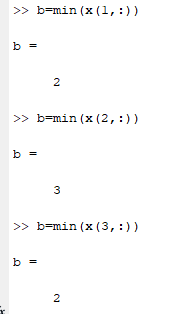 >> b=min(x(1,:))
b =
2
>> b=min(x(2,:))
b =
3
>> b=min(x(3,:))
b =
2